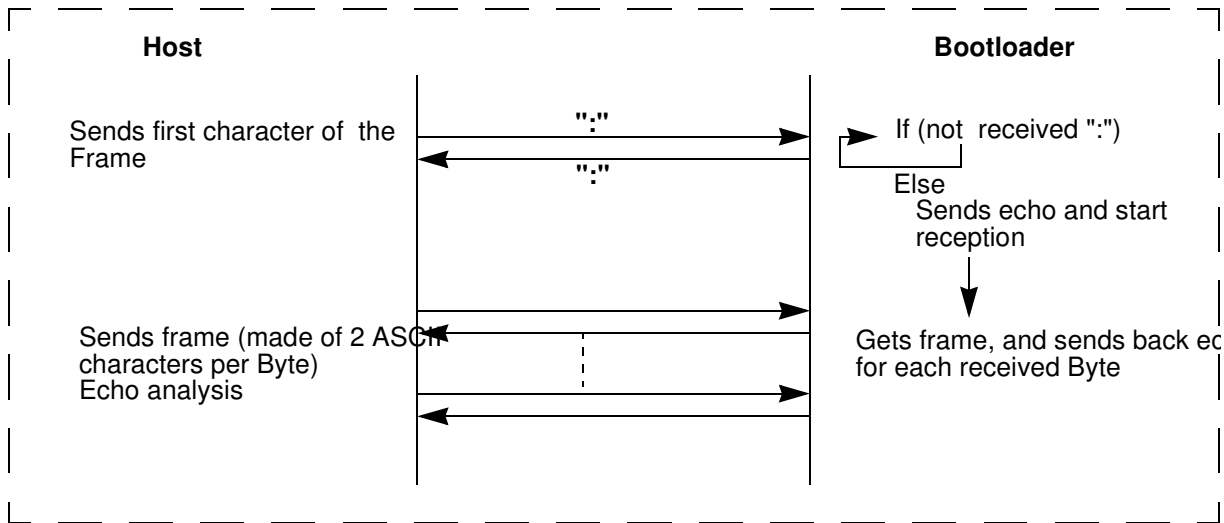 Host
Bootloader
Sends first character of the
Frame
":"
":"
If (not received ":")
Else
Sends echo and start
reception
Sends frame (made of 2 ASCII
characters per Byte)
Echo analysis
Gets frame, and sends back ec
for each received Byte